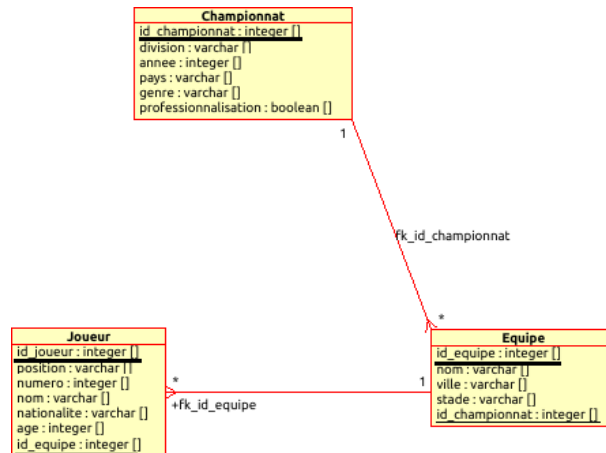 Championnat
id_championnat : integer []
division : varchar []
annee : integer []
pays : varchar []
genre : varchar []
professionnalisation : boolean []
1
fk_id_championnat
*
Joueur
id_joueur : integer []
position : varchar []
numero : integer []
nom : varchar []
nationalite : varchar []
age : integer []
id_equipe : integer []
*
+fk_id_equipe
1
Equipe
id_equipe : integer []
nom : varchar []
ville : varchar []
stade : varchar []
id_championnat : integer []